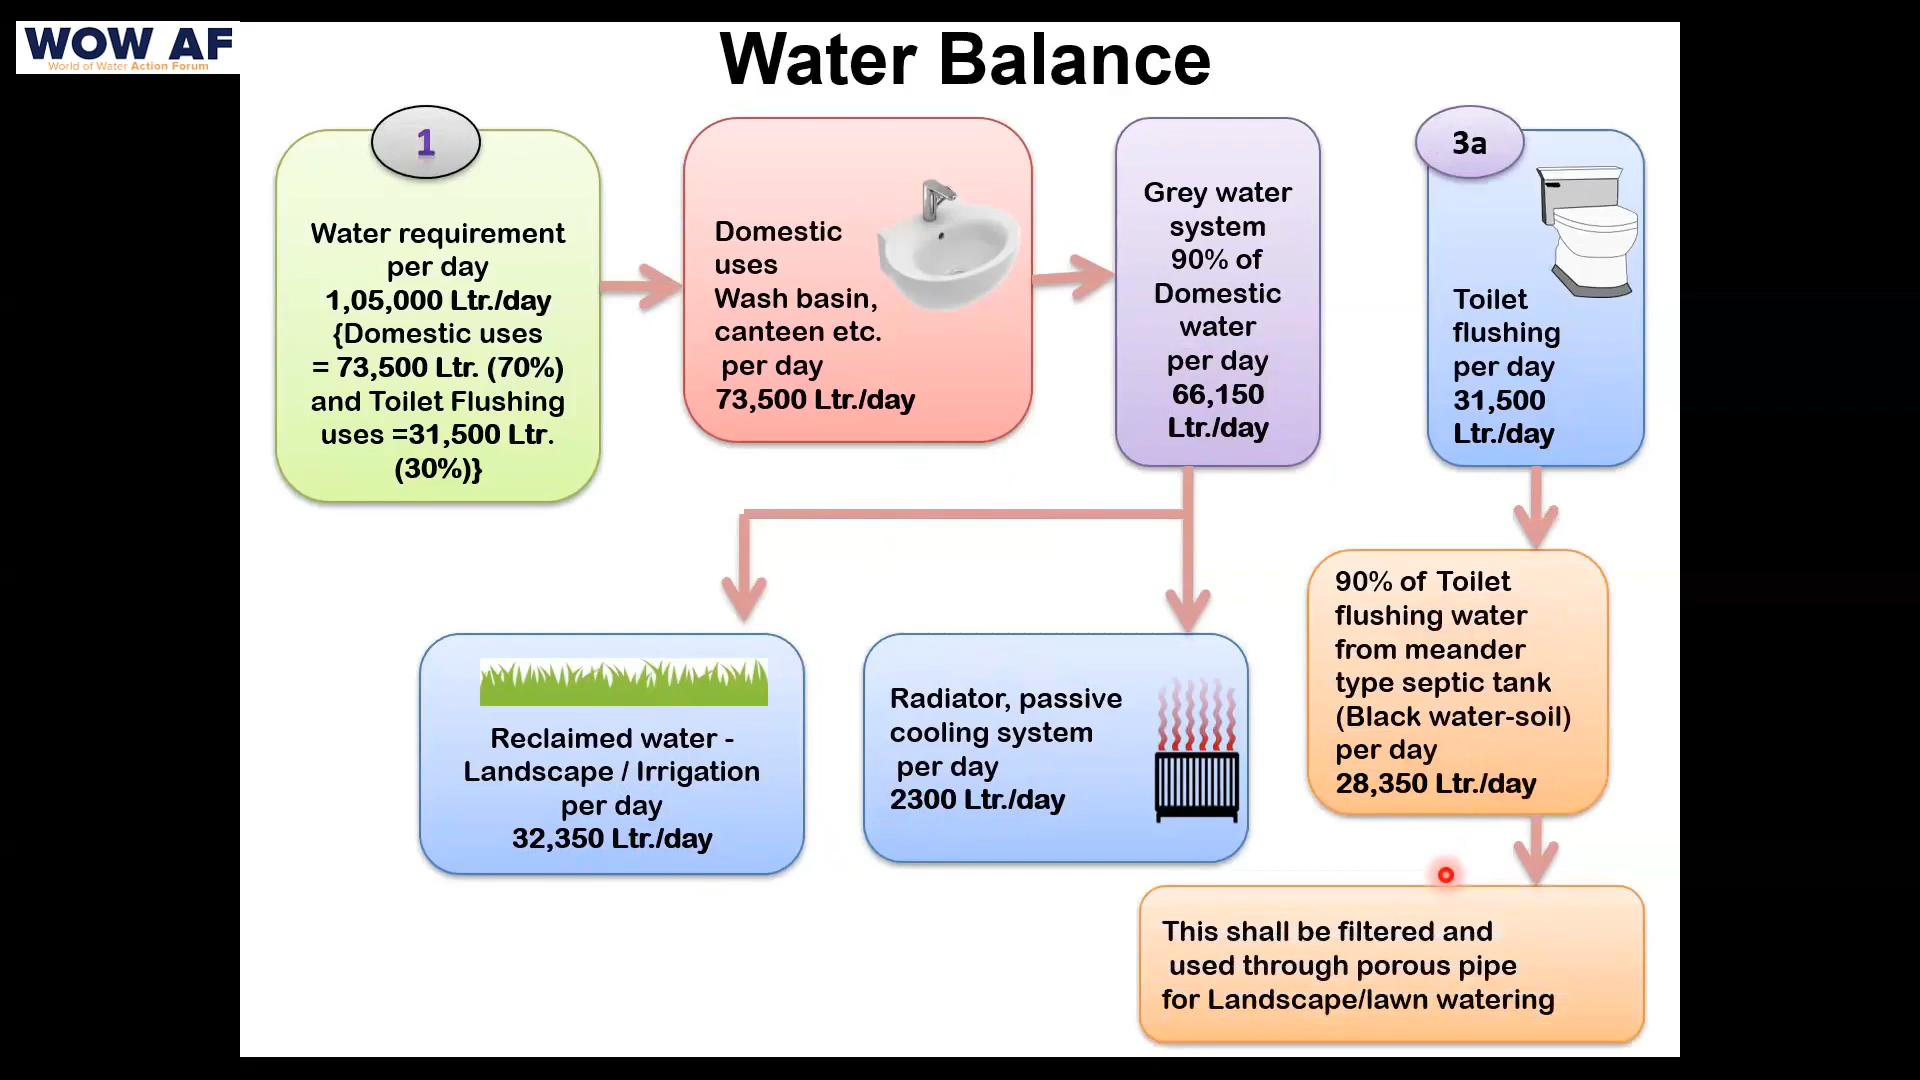 WOW AF
World of Water Action Forum
Water Balance
1
Water requirement
per day
1,05,000 Ltr./day
{Domestic uses
= 73,500 Ltr. (70%)
and Toilet Flushing
uses =31,500 Ltr.
(30%)}
Domestic
uses
Wash basin,
canteen etc.
per day
73,500 Ltr./day
Grey water
system
90% of
Domestic
water
per day
66,150
Ltr./day
3a
Toilet
flushing
per day
31,500
Ltr./day
Reclaimed water -
Landscape / Irrigation
per day
32,350 Ltr./day
Radiator, passive
cooling system
per day
2300 Ltr./day
90% of Toilet
flushing water
from meander
type septic tank
(Black water-soil)
per day
28,350 Ltr./day
This shall be filtered and
used through porous pipe
for Landscape/lawn watering